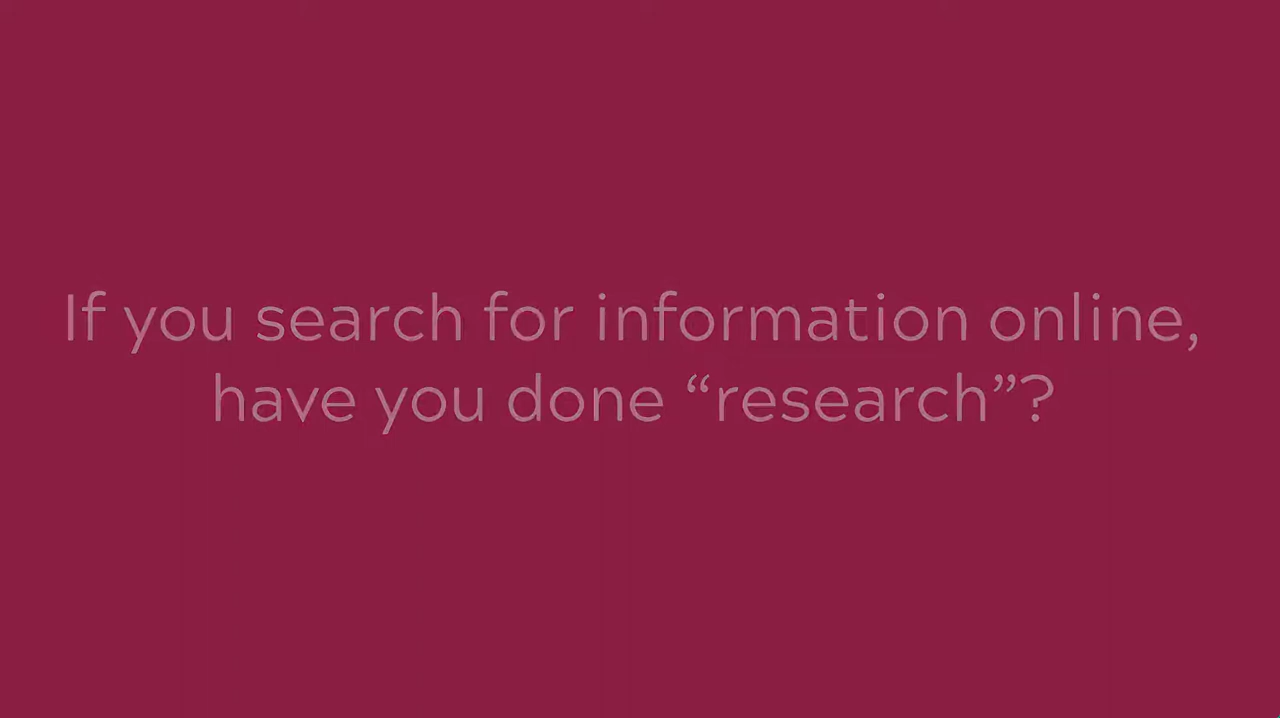 If you search for information online,
have you done “research”?